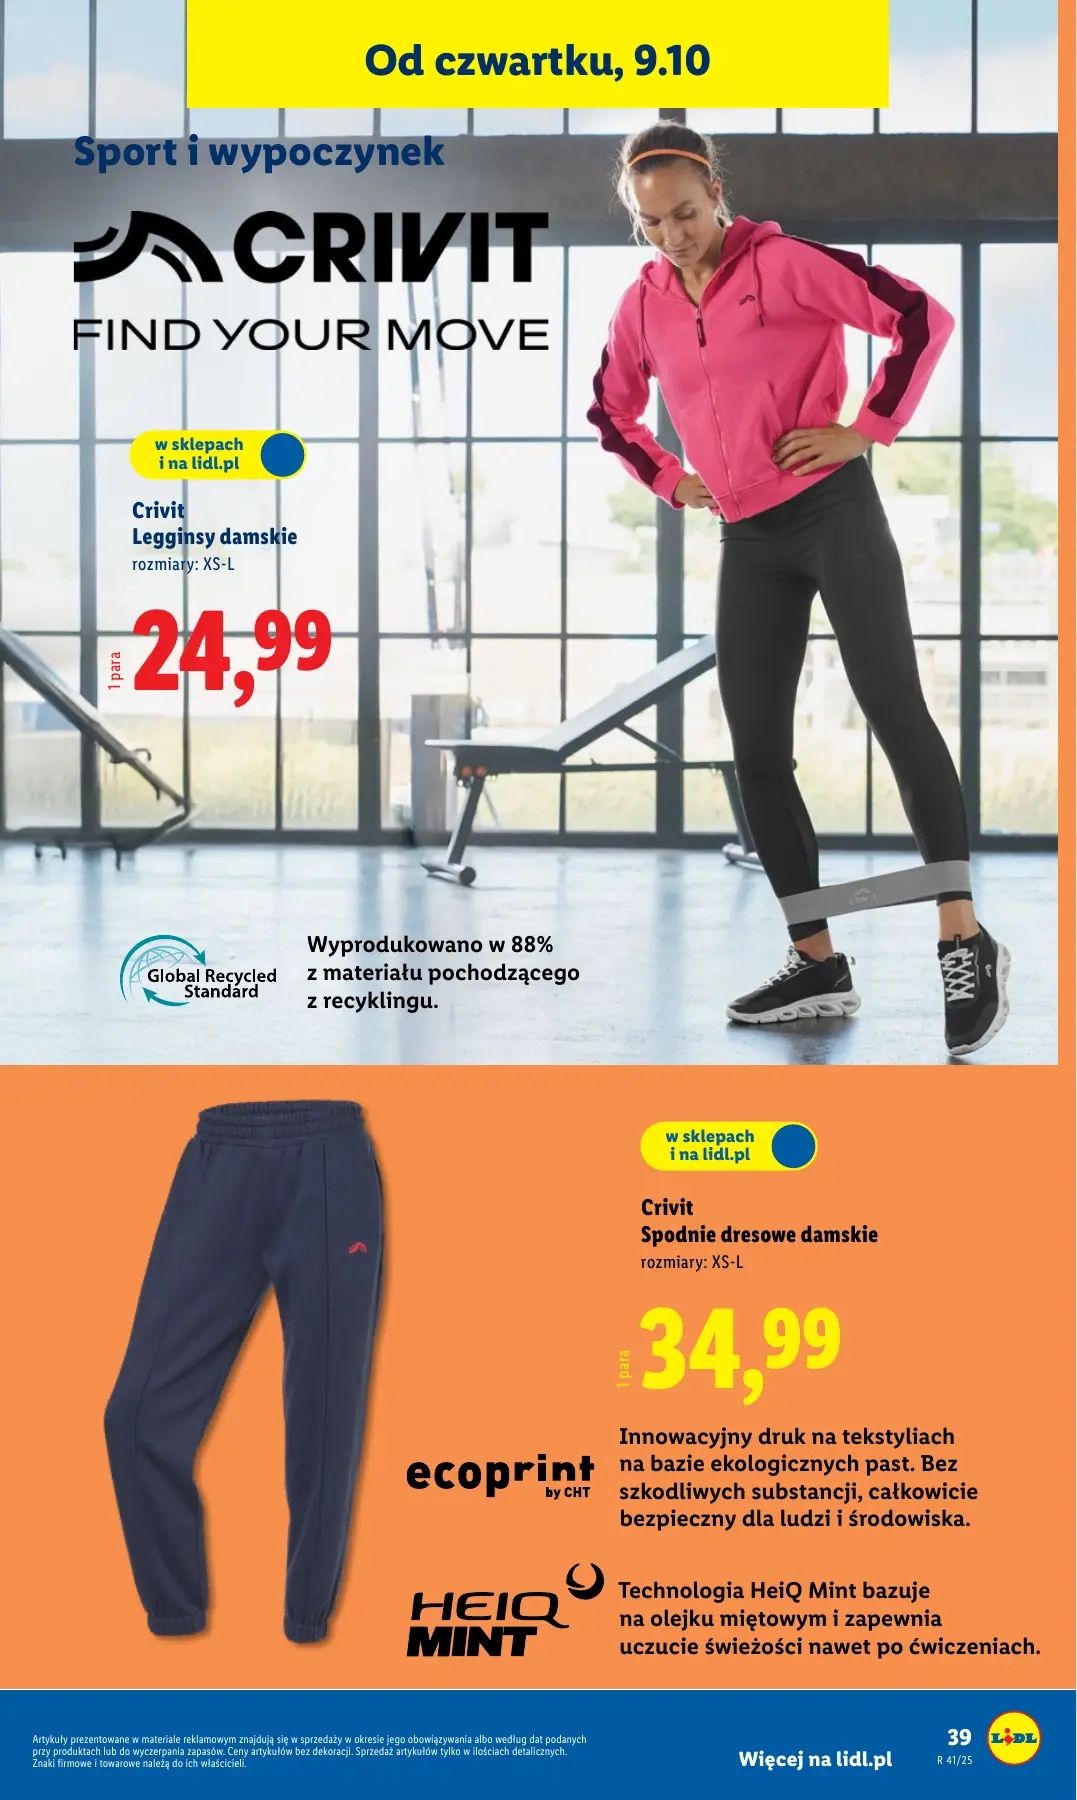 Od czwartku, 9.10
Sport i wypoczynek
CRIVIT
FIND YOUR MOVE
w sklepach
i na lidl.pl
Crivit
Legginsy damskie
rozmiary: XS-L
1 para
24,99
Global Recycled
Standard
Wyprodukowano w 88%
z materiału pochodzącego
z recyklingu.
CRIVIT
w sklepach
i na lidl.pl
Crivit
Spodnie dresowe damskie
rozmiary: XS-L
1 para
34,99
ecoprint
by CHT
Innowacyjny druk na tekstyliach
na bazie ekologicznych past. Bez
szkodliwych substancji, całkowicie
bezpieczny dla ludzi i środowiska.
HEIQ
MINT
Technologia HeiQ Mint bazuje
na olejku miętowym i zapewnia
uczucie świeżości nawet po ćwiczeniach.
Artykuły prezentowane w materiale reklamowym znajdują się w sprzedaży w okresie jego obowiązywania albo według dat podanych
przy produktach lub do wyczerpania zapasów. Ceny artykułów bez dekoracji. Sprzedaż artykułów tylko w ilościach detalicznych.
Znaki firmowe i towarowe należą do ich właścicieli.
Więcej na lidl.pl
39
R 41/25
LIDL